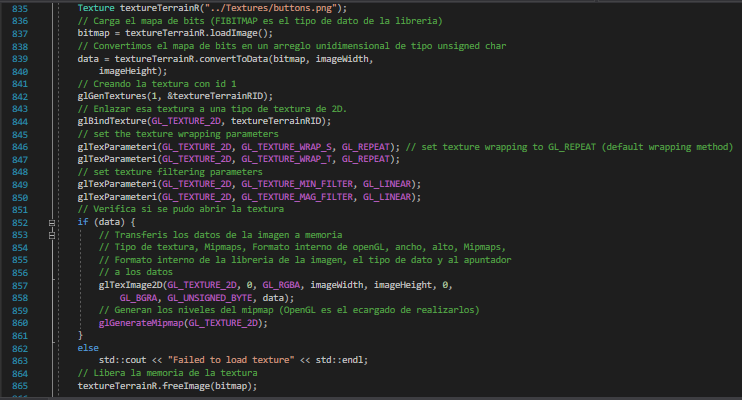 835 Texture textureTerrainR("../Textures/buttons.png");
836 // Carga el mapa de bits (FIBITMAP es el tipo de dato de la libreria)
837 bitmap = textureTerrainR.loadImage();
838 // Convertimos el mapa de bits en un arreglo unidimensional de tipo unsigned char
839 data = textureTerrainR.convertToData(bitmap, imageWidth,
840 imageHeight);
841 // Creando la textura con id 1
842 glGenTextures(1, &textureTerrainRID);
843 // Enlazar esa textura a una tipo de textura de 2D.
844 glBindTexture(GL_TEXTURE_2D, textureTerrainRID);
845 // set the texture wrapping parameters
846 glTexParameteri(GL_TEXTURE_2D, GL_TEXTURE_WRAP_S, GL_REPEAT); // set texture wrapping to GL_REPEAT (default wrapping method)
847 glTexParameteri(GL_TEXTURE_2D, GL_TEXTURE_WRAP_T, GL_REPEAT);
848 // set texture filtering parameters
849 glTexParameteri(GL_TEXTURE_2D, GL_TEXTURE_MIN_FILTER, GL_LINEAR);
850 glTexParameteri(GL_TEXTURE_2D, GL_TEXTURE_MAG_FILTER, GL_LINEAR);
851 // Verifica si se pudo abrir la textura
852 if (data) {
853 // Transferis los datos de la imagen a memoria
854 // Tipo de textura, Mipmaps, Formato interno de openGL, ancho, alto, Mipmaps,
855 // Formato interno de la libreria de la imagen, el tipo de dato y al apuntador
856 // a los datos
857 glTexImage2D(GL_TEXTURE_2D, 0, GL_RGBA, imageWidth, imageHeight, 0,
858 GL_BGRA, GL_UNSIGNED_BYTE, data);
859 // Generan los niveles del mipmap (OpenGL es el ecargado de realizarlos)
860 glGenerateMipmap(GL_TEXTURE_2D);
861 }
862 else
863 std::cout << "Failed to load texture" << std::endl;
864 // Libera la memoria de la textura
865 textureTerrainR.freeImage(bitmap);